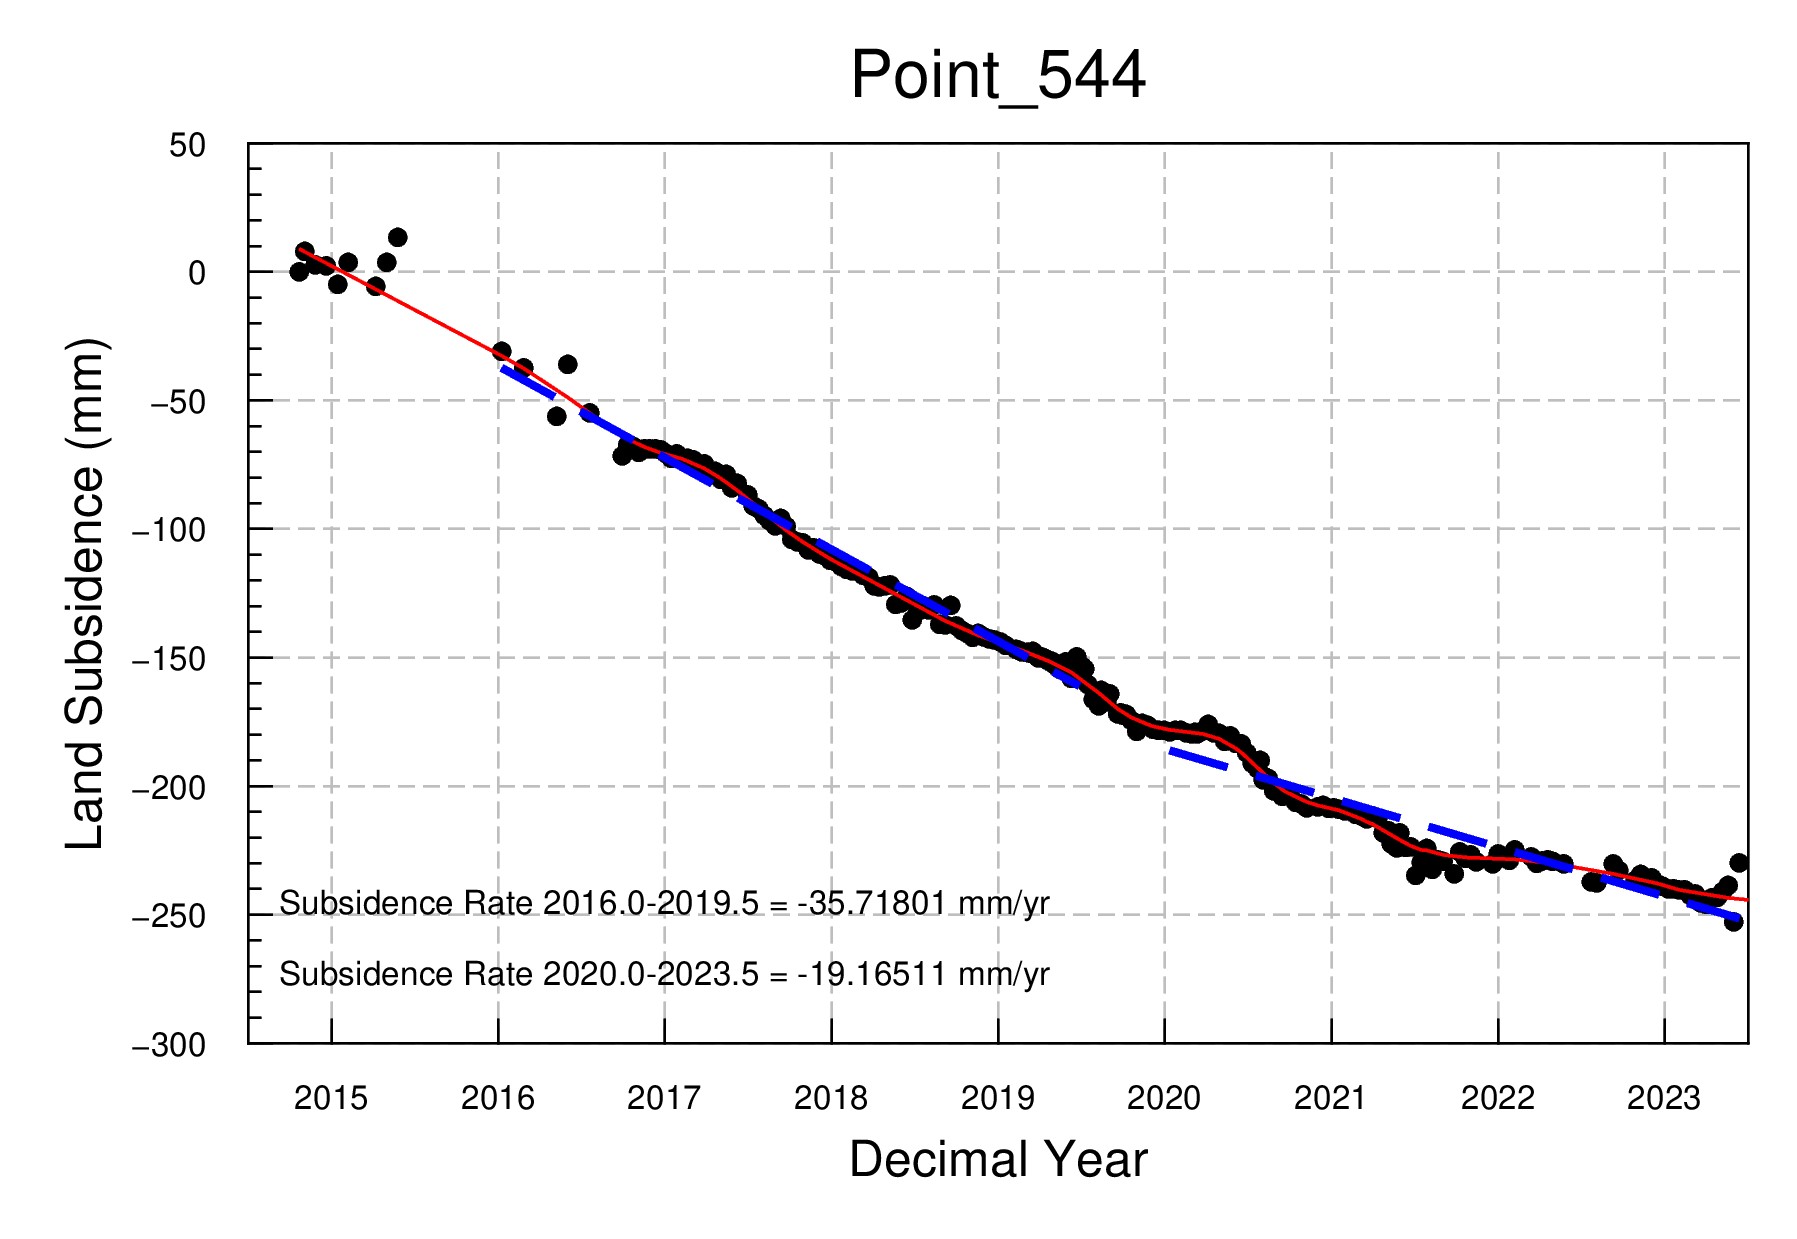 Point_544
50
0
−50
−100
−150
−200
−250
−300
Land Subsidence (mm)
Subsidence Rate 2016.0-2019.5 = -35.71801 mm/yr
Subsidence Rate 2020.0-2023.5 = -19.16511 mm/yr
2015 2016 2017 2018 2019 2020 2021 2022 2023
Decimal Year